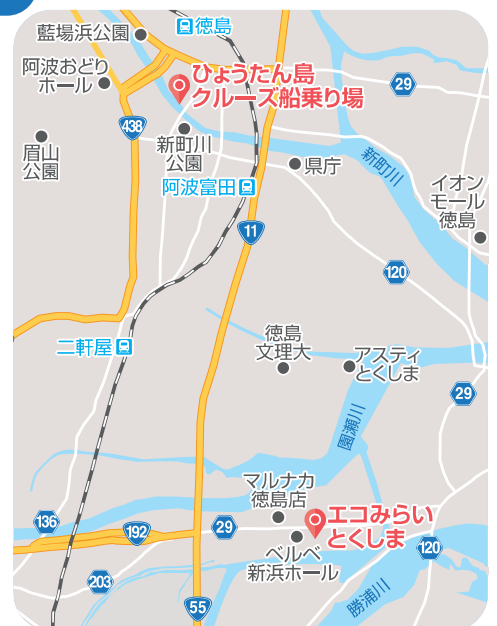 徳島
藍場浜公園
ひょうたん島
クルーズ船乗り場
阿波おどり
ホール
29
438
眉山
公園
新町川
公園
県庁
新町川
阿波富田
イオン
モール
徳島
11
120
二軒屋
徳島
文理大
アスティ
とくしま
29
園瀬川
マルナカ
徳島店
エコみらい
とくしま
136
192
29
ベルベ
新浜ホール
120
203
勝浦川
55